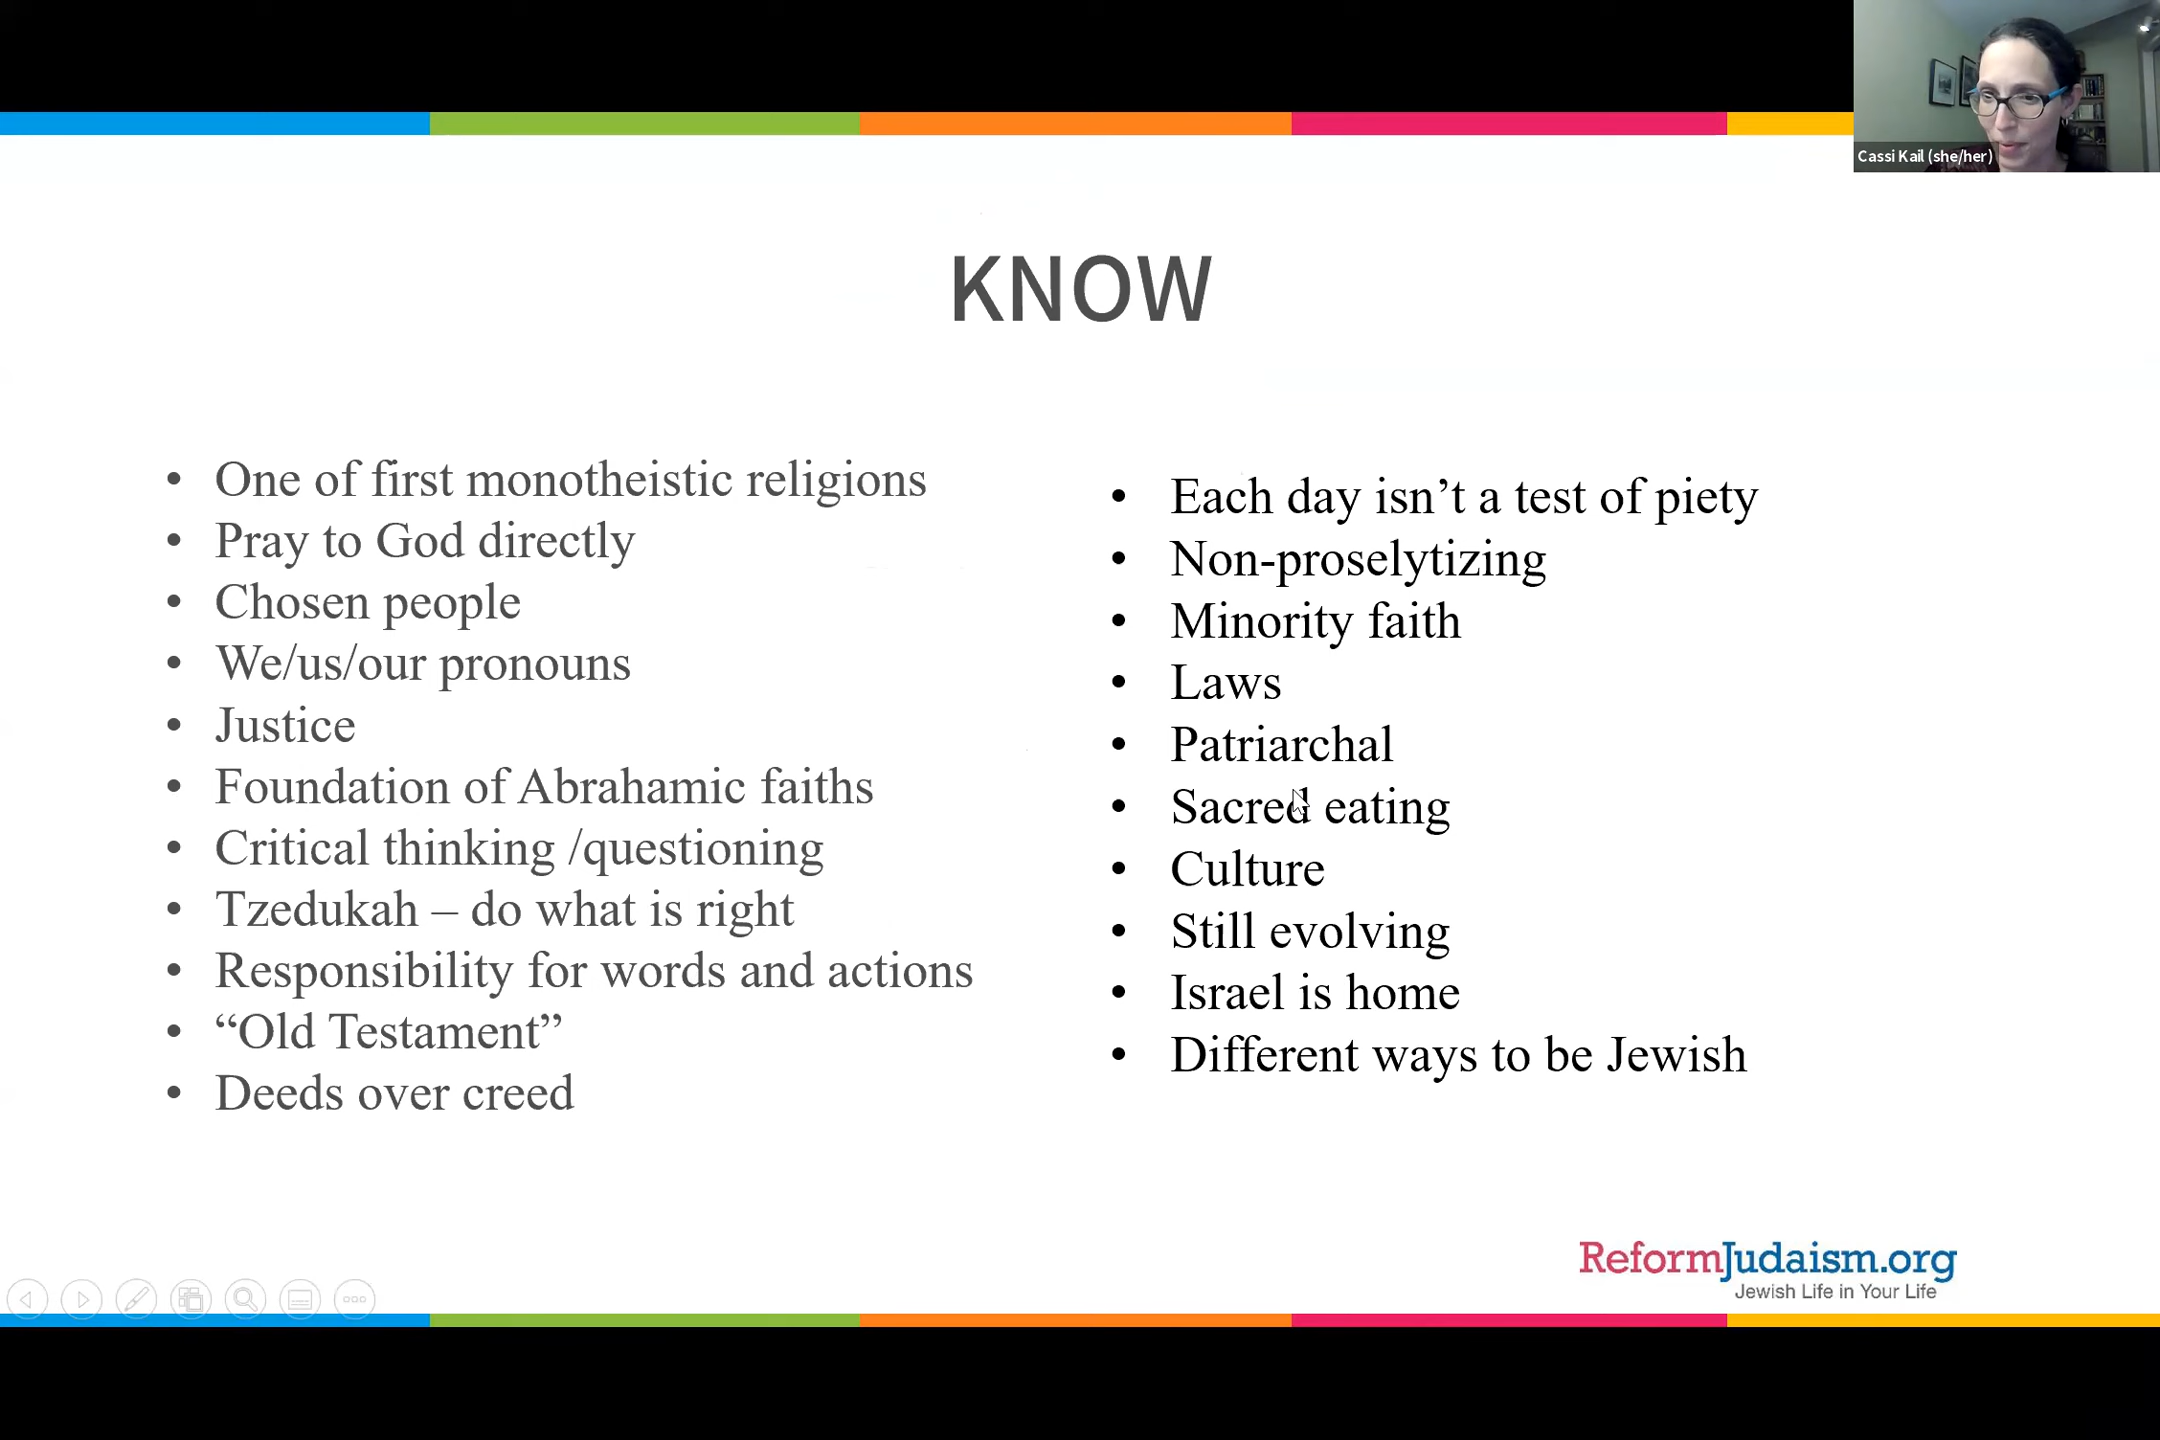 Cassi Kail (she/her)
KNOW
• One of first monotheistic religions
• Pray to God directly
• Chosen people
• We/us/our pronouns
• Justice
• Foundation of Abrahamic faiths
• Critical thinking /questioning
• Tzedukah – do what is right
• Responsibility for words and actions
• “Old Testament”
• Deeds over creed
• Each day isn’t a test of piety
• Non-proselytizing
• Minority faith
• Laws
• Patriarchal
• Sacred eating
• Culture
• Still evolving
• Israel is home
• Different ways to be Jewish
ReformJudaism.org
Jewish Life in Your Life